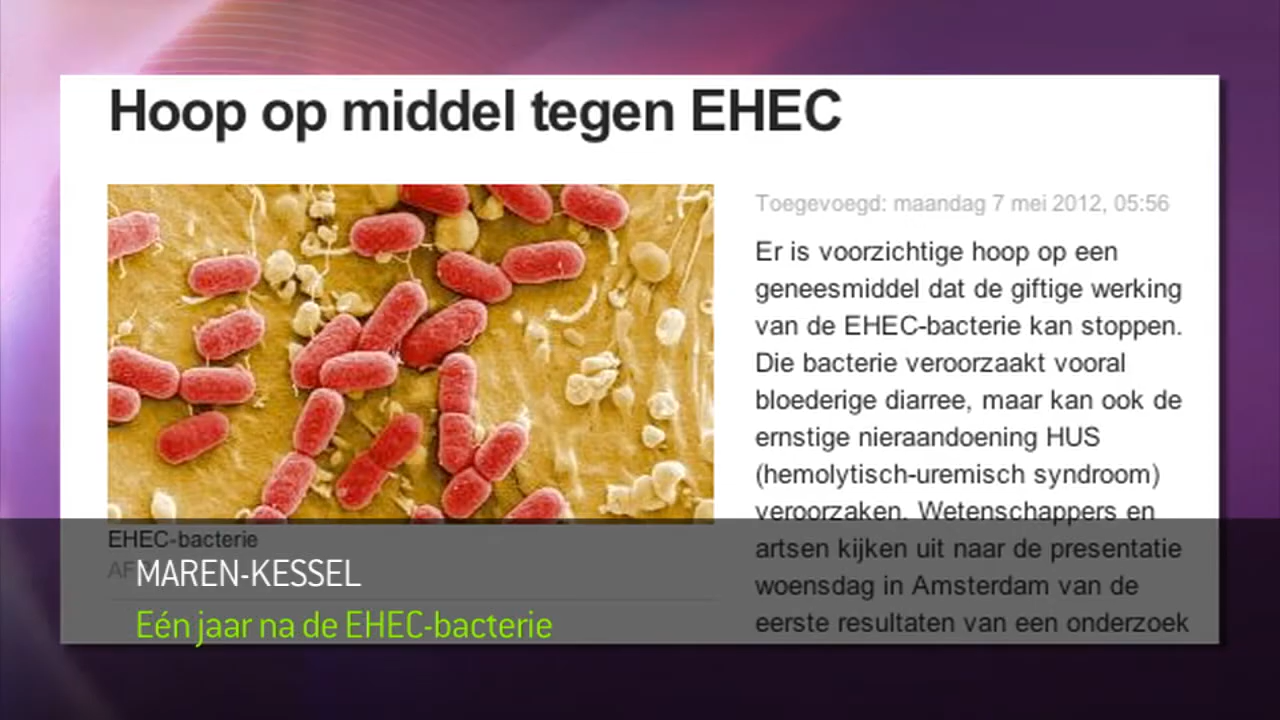 Hoop op middel tegen EHEC
Toegevoegd: maandag 7 mei 2012, 05:56
Er is voorzichtige hoop op een
geneesmiddel dat de giftige werking
van de EHEC-bacterie kan stoppen.
Die bacterie veroorzaakt vooral
bloederige diarree, maar kan ook de
ernstige nieraandoening HUS
(hemolytisch-uremisch syndroom)
veroorzaken. Wetenschappers en
artsen kijken uit naar de presentatie
woensdag in Amsterdam van de
eerste resultaten van een onderzoek
EHEC-bacterie
MAREN-KESSEL
Eén jaar na de EHEC-bacterie